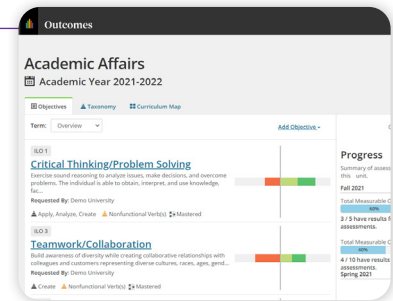 Outcomes
Academic Affairs
Academic Year 2021-2022
Objectives Taxonomy Curriculum Map
Term: Overview Add Objective
ILO 1
Critical Thinking/Problem Solving
Exercise sound reasoning to analyze issues, make decisions, and overcome
problems. The individual is able to obtain, interpret, and use knowledge,
fac...
Requested By: Demo University
Apply, Analyze, Create Nonfunctional Verb(s) Mastered
ILO 3
Teamwork/Collaboration
Build awareness of diversity while creating collaborative relationships with
colleagues and customers representing diverse cultures, races, ages, gend...
Requested By: Demo University
Create Nonfunctional Verb(s) Mastered
Progress
Summary of assess
this unit.
Fall 2021
Total Measurable O
60%
3 / 5 have results f
assessments.
Total Measurable O
40%
4 / 10 have results
assessments.
Spring 2021